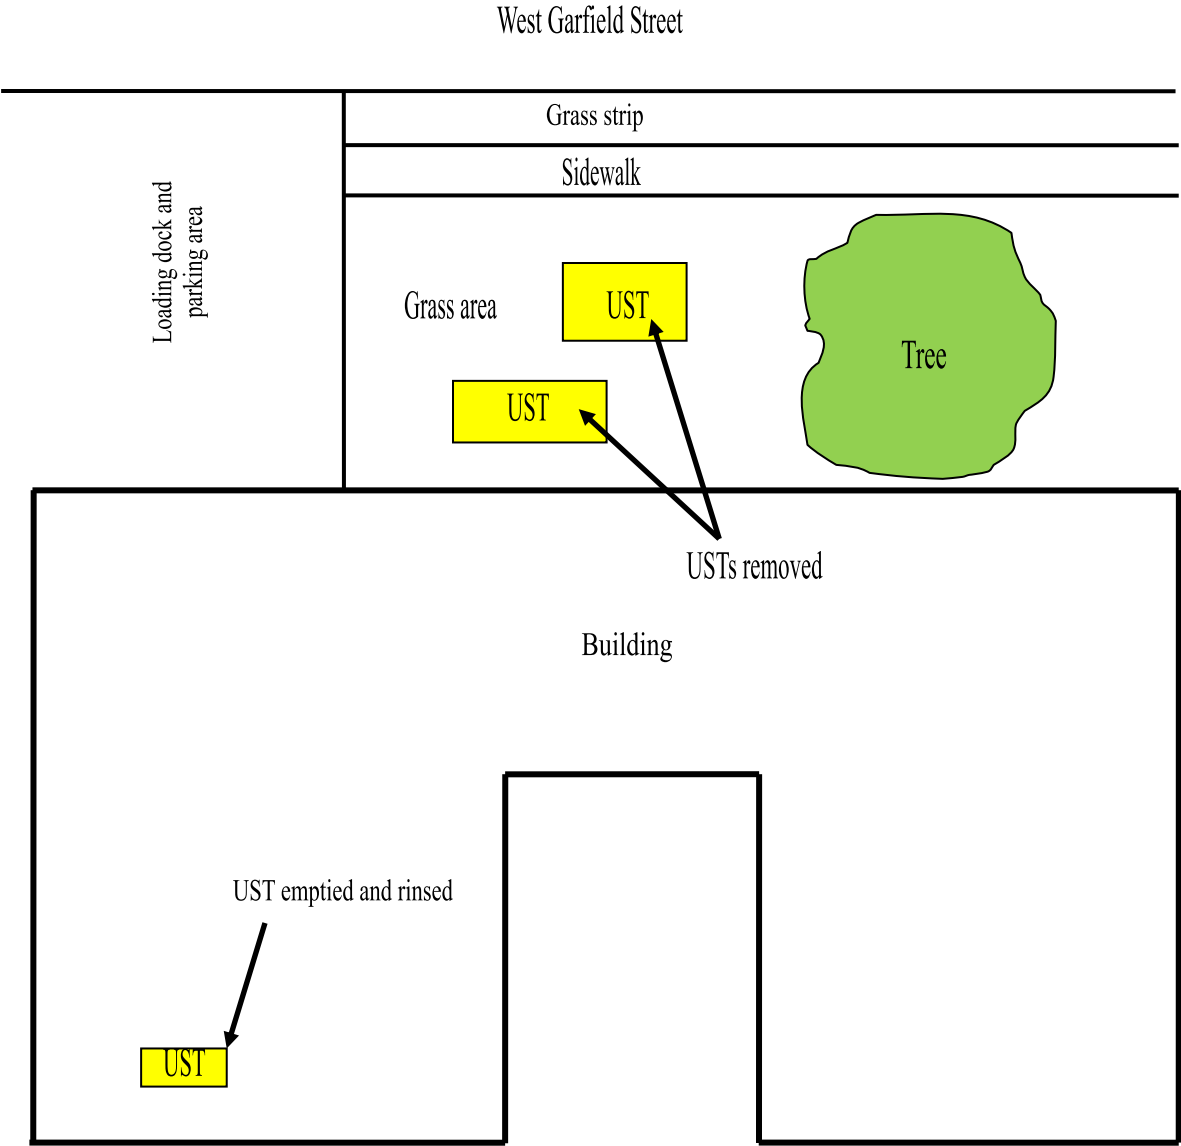 West Garfield Street
Grass strip
Sidewalk
Loading dock and
parking area
Grass area
UST
Tree
UST
USTs removed
Building
UST emptied and rinsed
UST